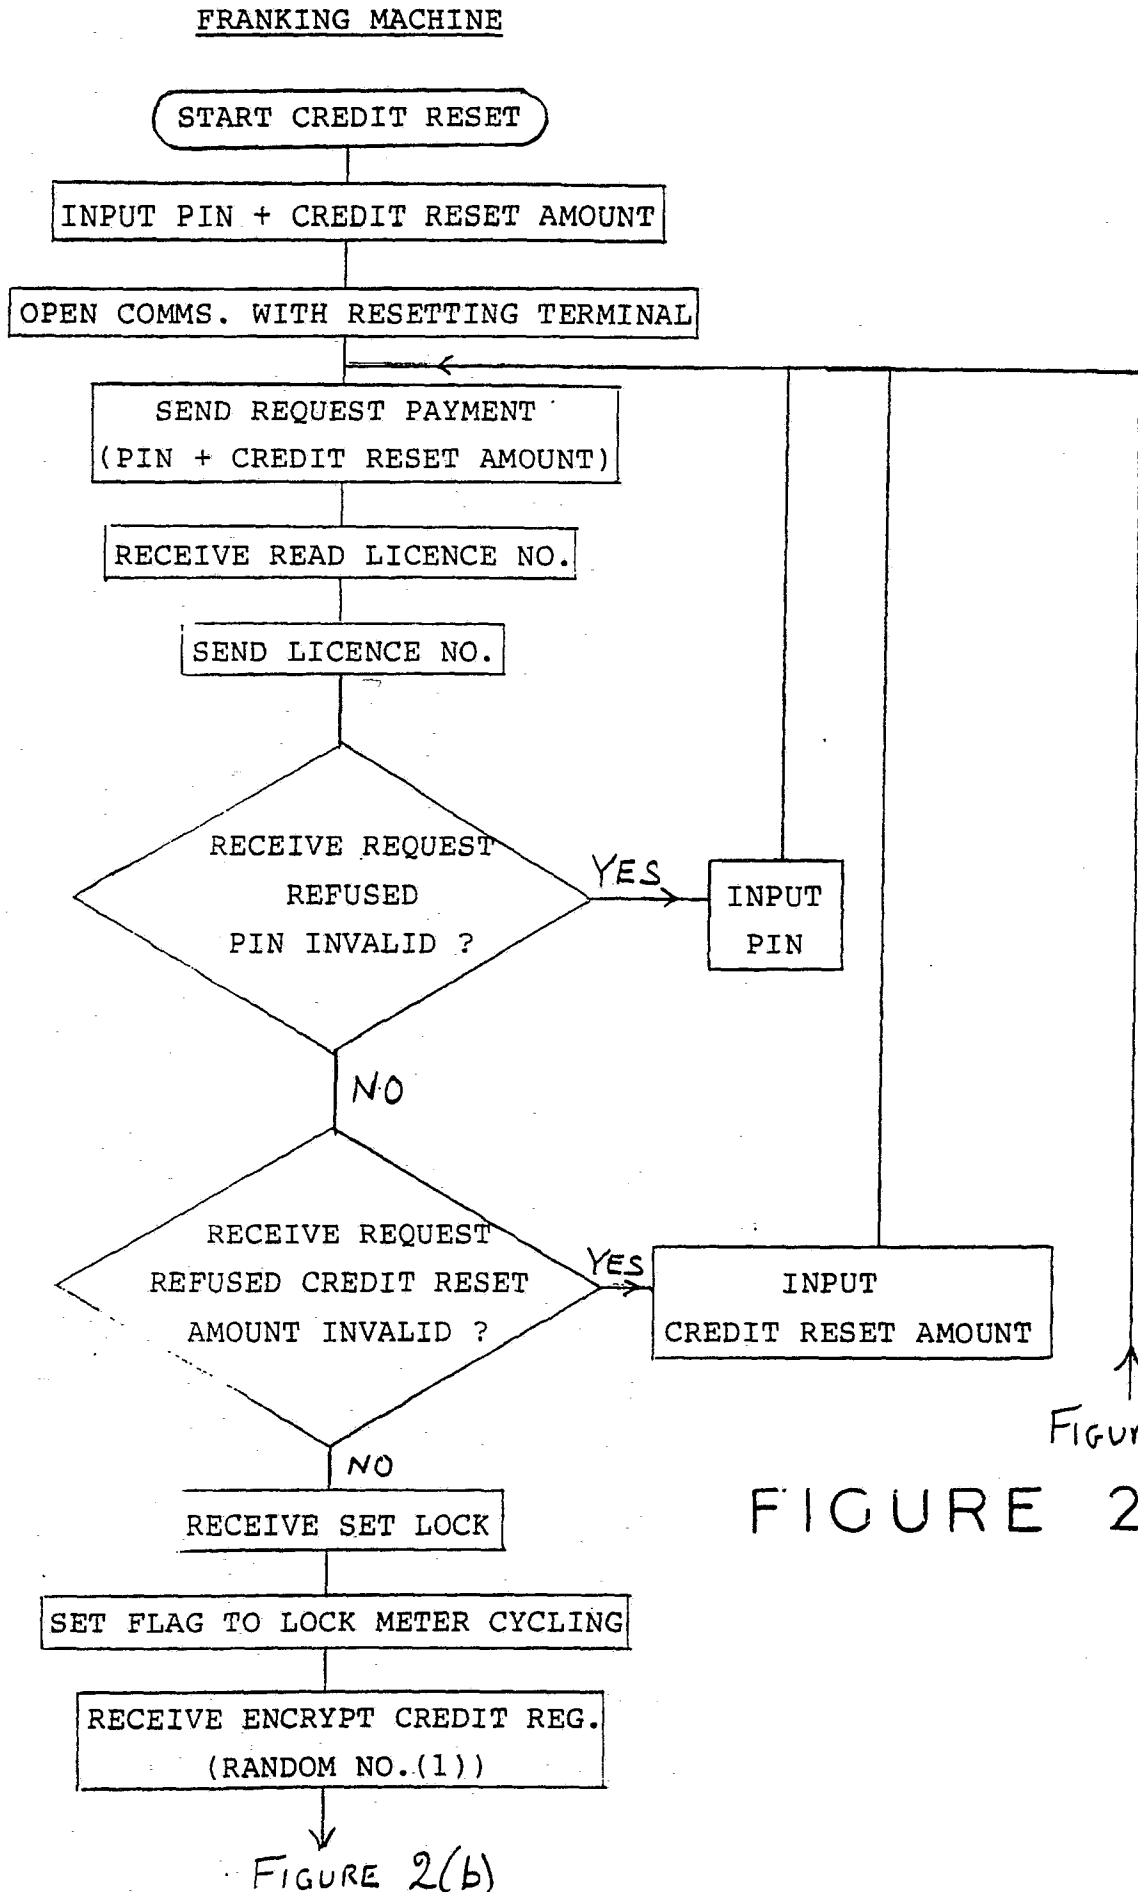 FRANKING MACHINE
START CREDIT RESET
INPUT PIN + CREDIT RESET AMOUNT
OPEN COMMS. WITH RESETTING TERMINAL
SEND REQUEST PAYMENT
(PIN + CREDIT RESET AMOUNT)
RECEIVE READ LICENCE NO.
SEND LICENCE NO.
RECEIVE REQUEST
REFUSED
PIN INVALID ?
YES
INPUT
PIN
NO
RECEIVE REQUEST
REFUSED CREDIT RESET
AMOUNT INVALID ?
YES
INPUT
CREDIT RESET AMOUNT
NO
FIGURE 2
RECEIVE SET LOCK
SET FLAG TO LOCK METER CYCLING
RECEIVE ENCRYPT CREDIT REG.
(RANDOM NO.(1))
FIGURE 2(b)